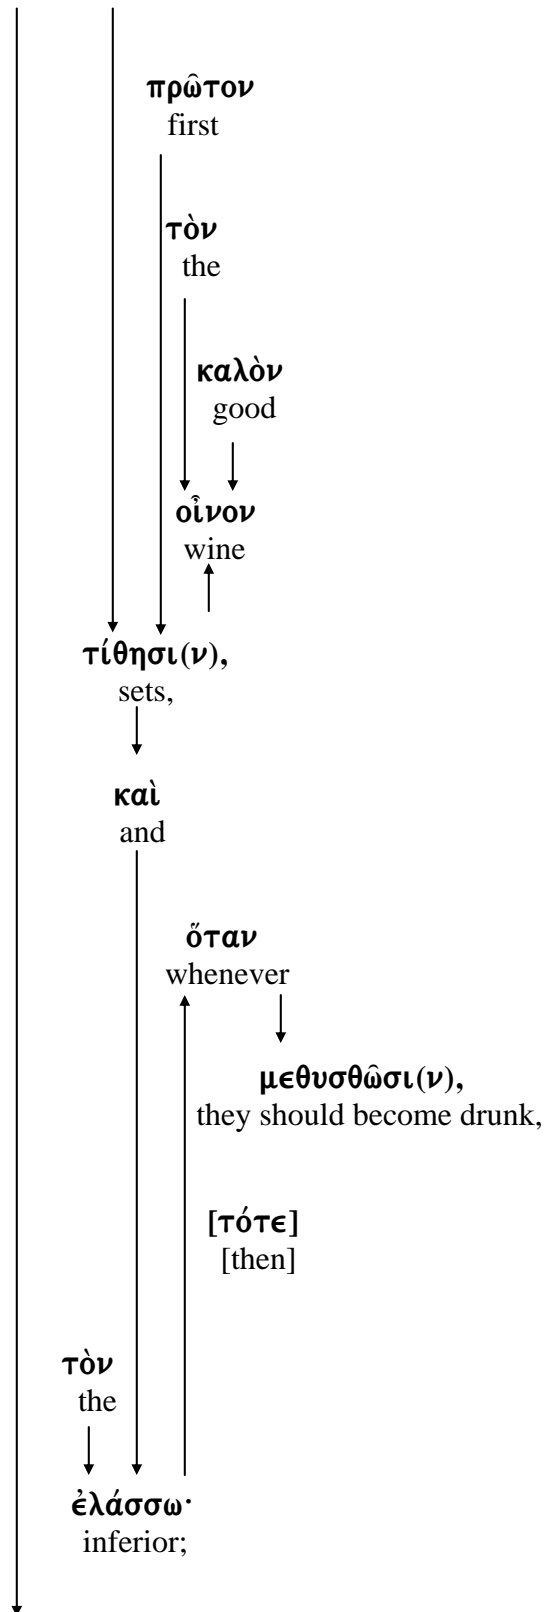 πρῶτον
first
τὸν
the
καλὸν
good
οἶνον
wine
τίθησι(ν),
sets,
καὶ
and
ὅταν
whenever
μεθυσθῶσι(ν),
they should become drunk,
[τότε]
[then]
τὸν
the
ἐλάσσω·
inferior;